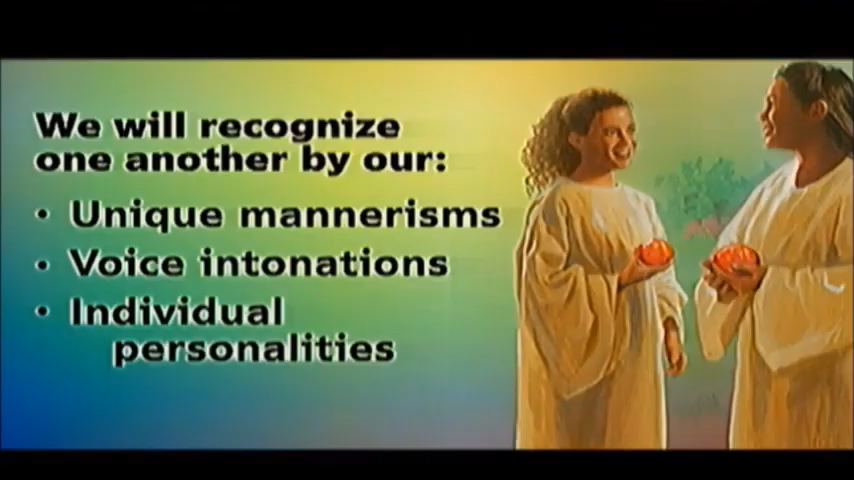 We will recognize
one another by our:
• Unique mannerisms
• Voice intonations
• Individual
personalities